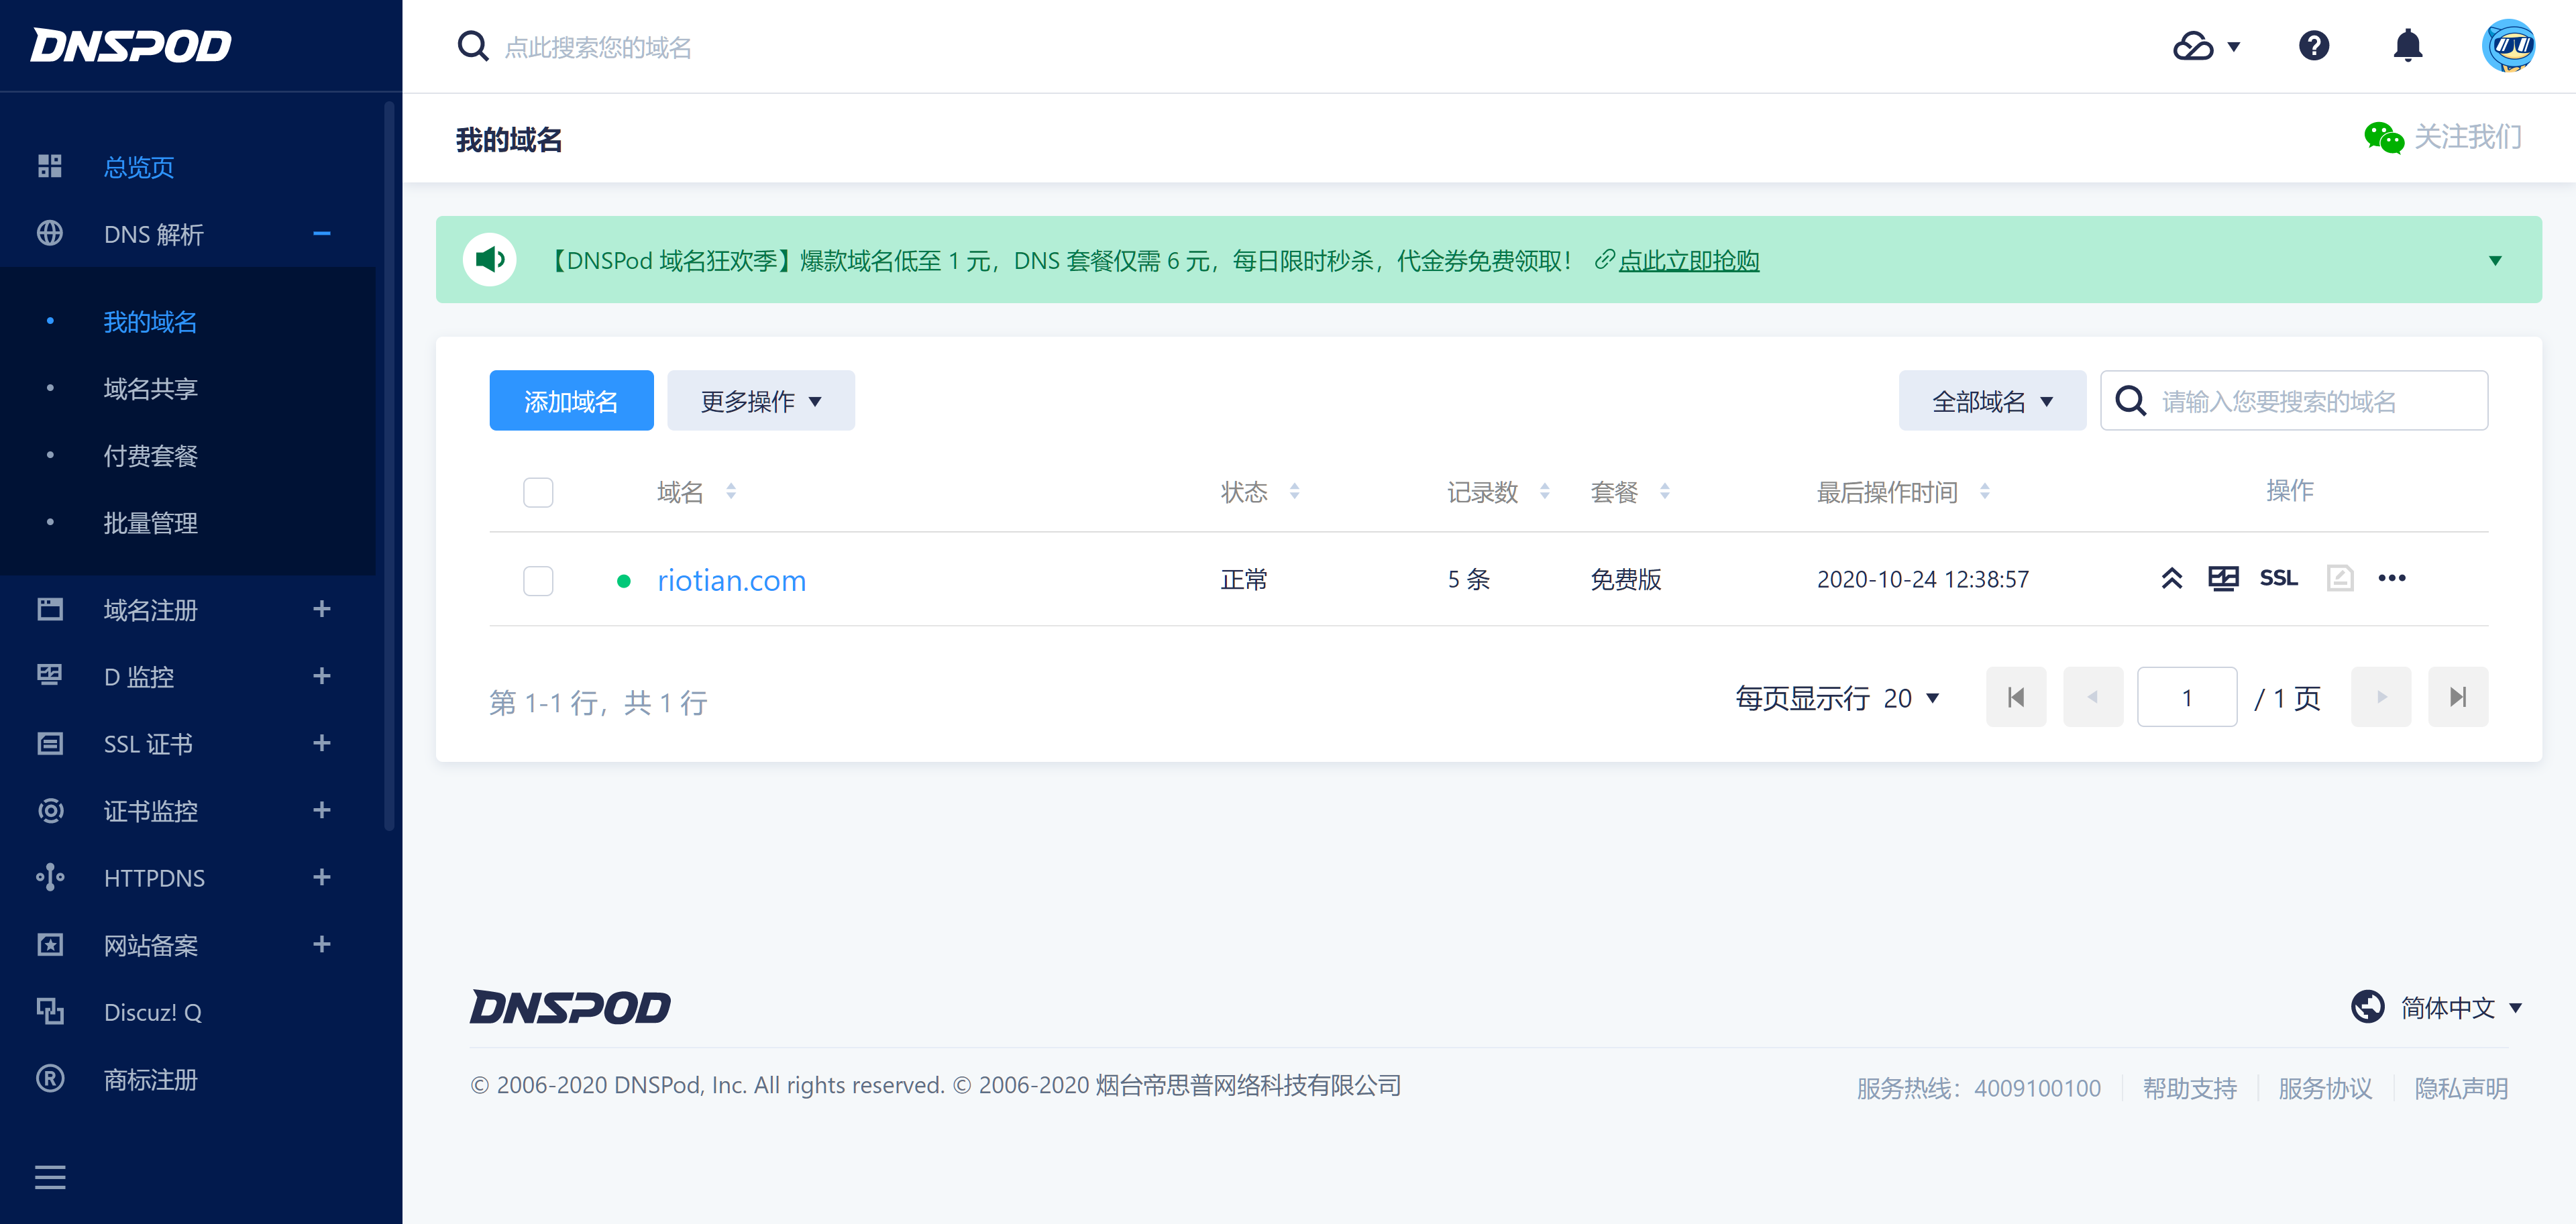 DNSPOD
点此搜索您的域名
总览页
DNS 解析
我的域名
域名共享
付费套餐
批量管理
域名注册
D 监控
SSL 证书
证书监控
HTTPDNS
网站备案
Discuz! Q
商标注册
我的域名
关注我们
【DNSPod 域名狂欢季】爆款域名低至 1 元，DNS 套餐仅需 6 元，每日限时秒杀，代金券免费领取！ 点此立即抢购
添加域名 更多操作 全部域名 请输入您要搜索的域名
域名 状态 记录数 套餐 最后操作时间 操作
riotian.com 正常 5 条 免费版 2020-10-24 12:38:57 SSL
第 1-1 行，共 1 行 每页显示行 20 1 / 1 页
DNSPOD
简体中文
© 2006-2020 DNSPod, Inc. All rights reserved. © 2006-2020 烟台帝思普网络科技有限公司
服务热线：4009100100 帮助支持 服务协议 隐私声明